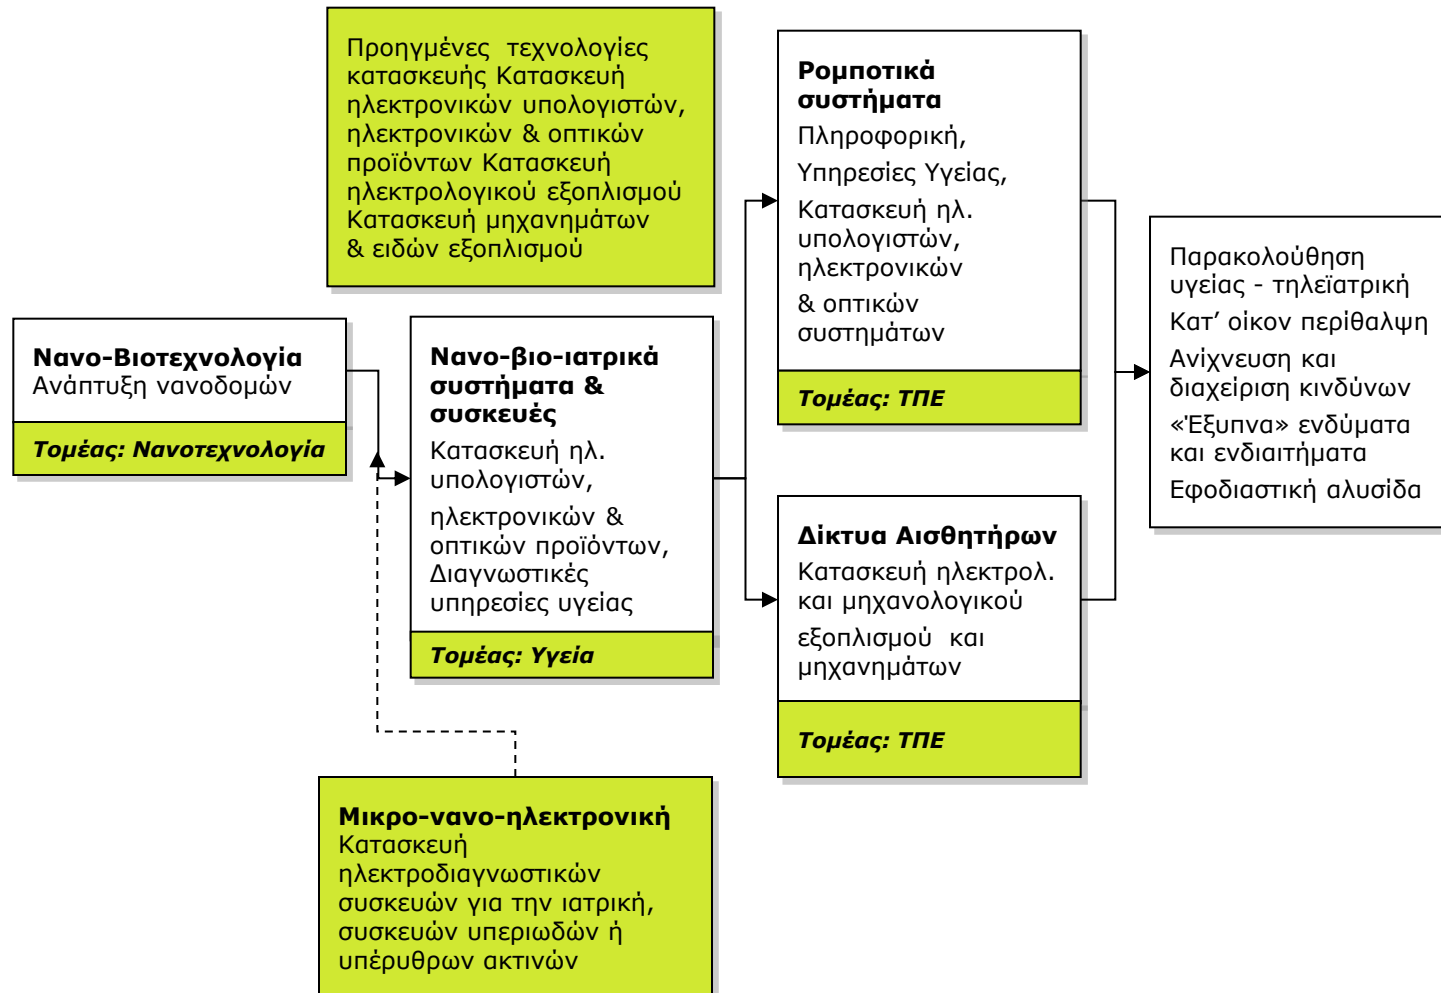 Προηγμένες τεχνολογίες
κατασκευής Κατασκευή
ηλεκτρονικών υπολογιστών,
ηλεκτρονικών & οπτικών
προϊόντων Κατασκευή
ηλεκτρολογικού εξοπλισμού
Κατασκευή μηχανημάτων
& ειδών εξοπλισμού
Νανο-Βιοτεχνολογία
Ανάπτυξη νανοδομών
Τομέας: Νανοτεχνολογία
Νανο-βιο-ιατρικά
συστήματα &
συσκευές
Κατασκευή ηλ.
υπολογιστών,
ηλεκτρονικών &
οπτικών προϊόντων,
Διαγνωστικές
υπηρεσίες υγείας
Τομέας: Υγεία
Μικρο-νανο-ηλεκτρονική
Κατασκευή
ηλεκτροδιαγνωστικών
συσκευών για την ιατρική,
συσκευών υπεριωδών ή
υπέρυθρων ακτινών
Ρομποτικά
συστήματα
Πληροφορική,
Υπηρεσίες Υγείας,
Κατασκευή ηλ.
υπολογιστών,
ηλεκτρονικών
& οπτικών
συστημάτων
Τομέας: ΤΠΕ
Δίκτυα Αισθητήρων
Κατασκευή ηλεκτρολ.
και μηχανολογικού
εξοπλισμού και
μηχανημάτων
Τομέας: ΤΠΕ
Παρακολούθηση
υγείας - τηλεϊατρική
Κατ’ οίκον περίθαλψη
Ανίχνευση και
διαχείριση κινδύνων
«Έξυπνα» ενδύματα
και ενδιαιτήματα
Εφοδιαστική αλυσίδα